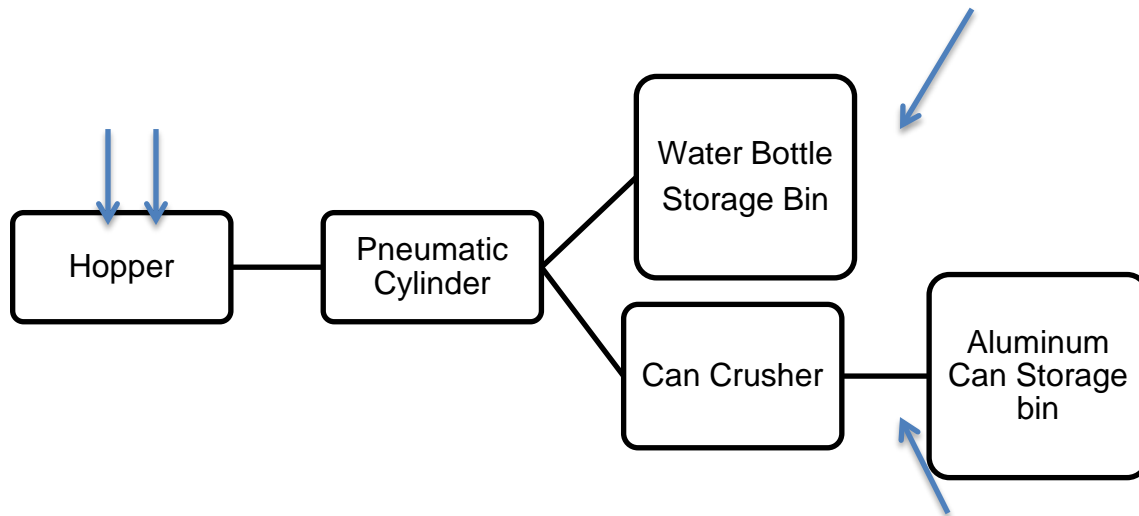 Water Bottle
Storage Bin
Hopper
Pneumatic
Cylinder
Can Crusher
Aluminum
Can Storage
bin